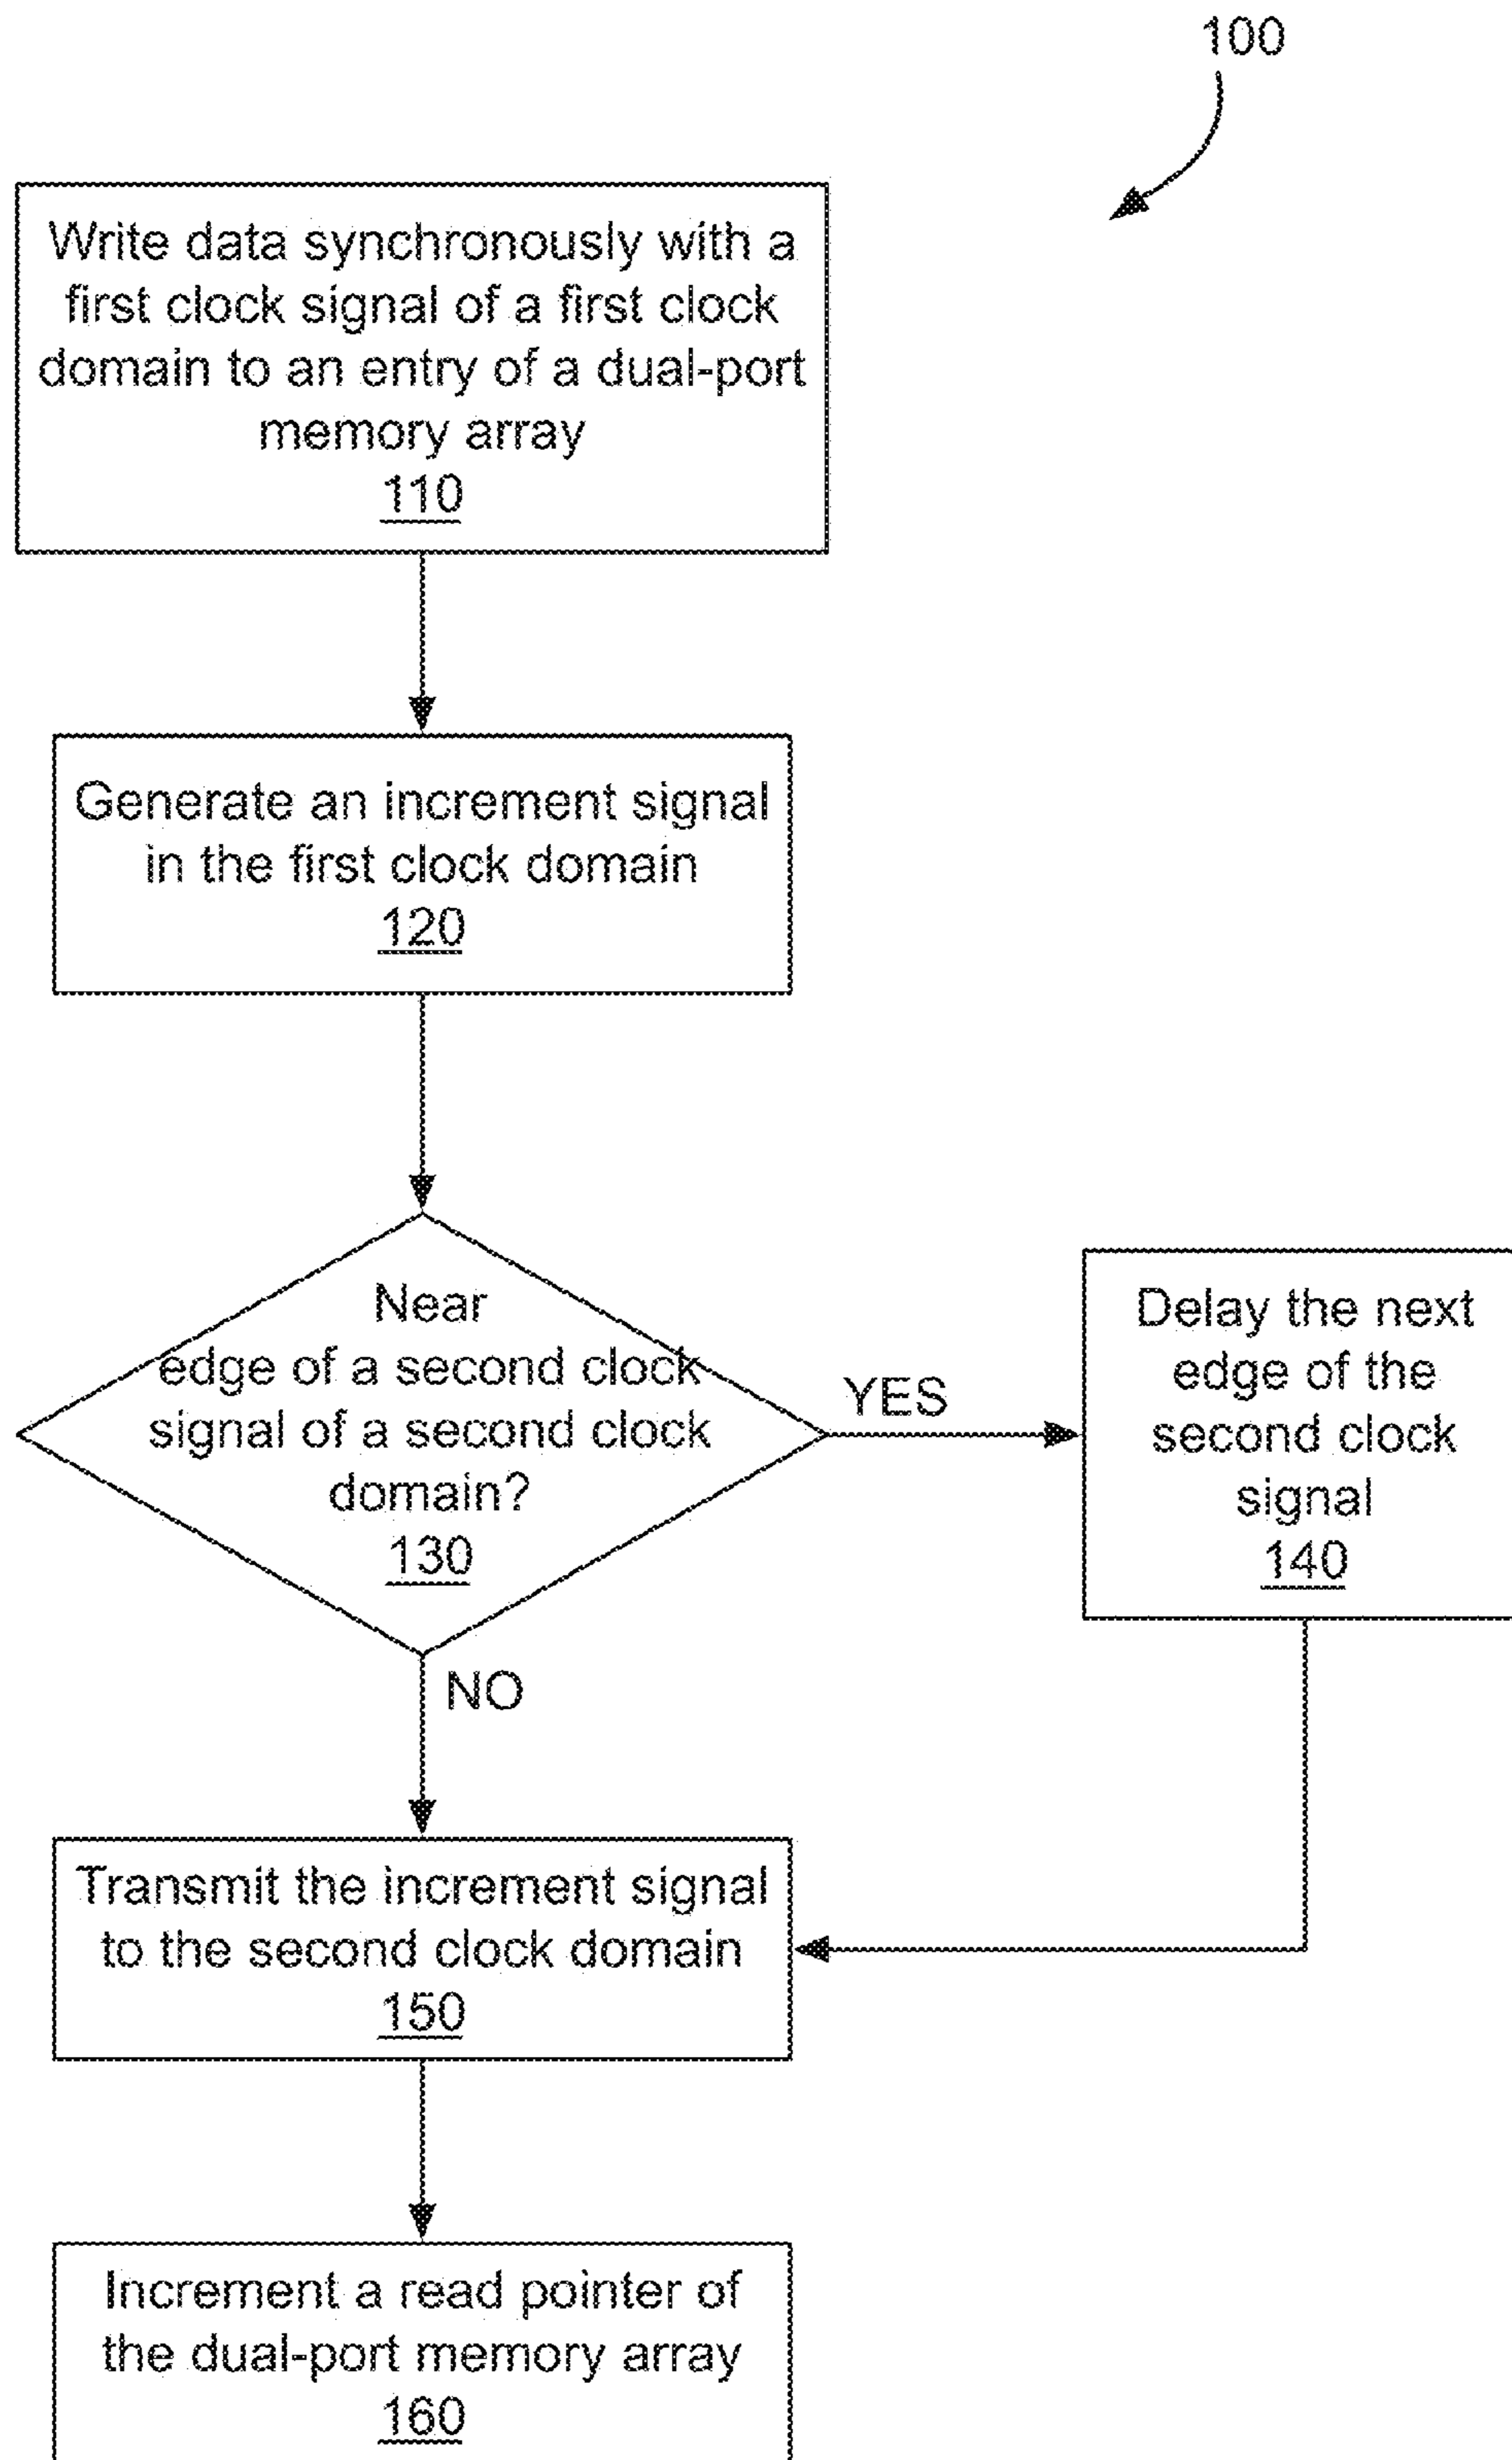 100
Write data synchronously with a
first clock signal of a first clock
domain to an entry of a dual-port
memory array
110
Generate an increment signal
in the first clock domain
120
Near
edge of a second clock
signal of a second clock
domain?
130
YES
Delay the next
edge of the
second clock
signal
140
NO
Transmit the increment signal
to the second clock domain
150
Increment a read pointer of
the dual-port memory array
160